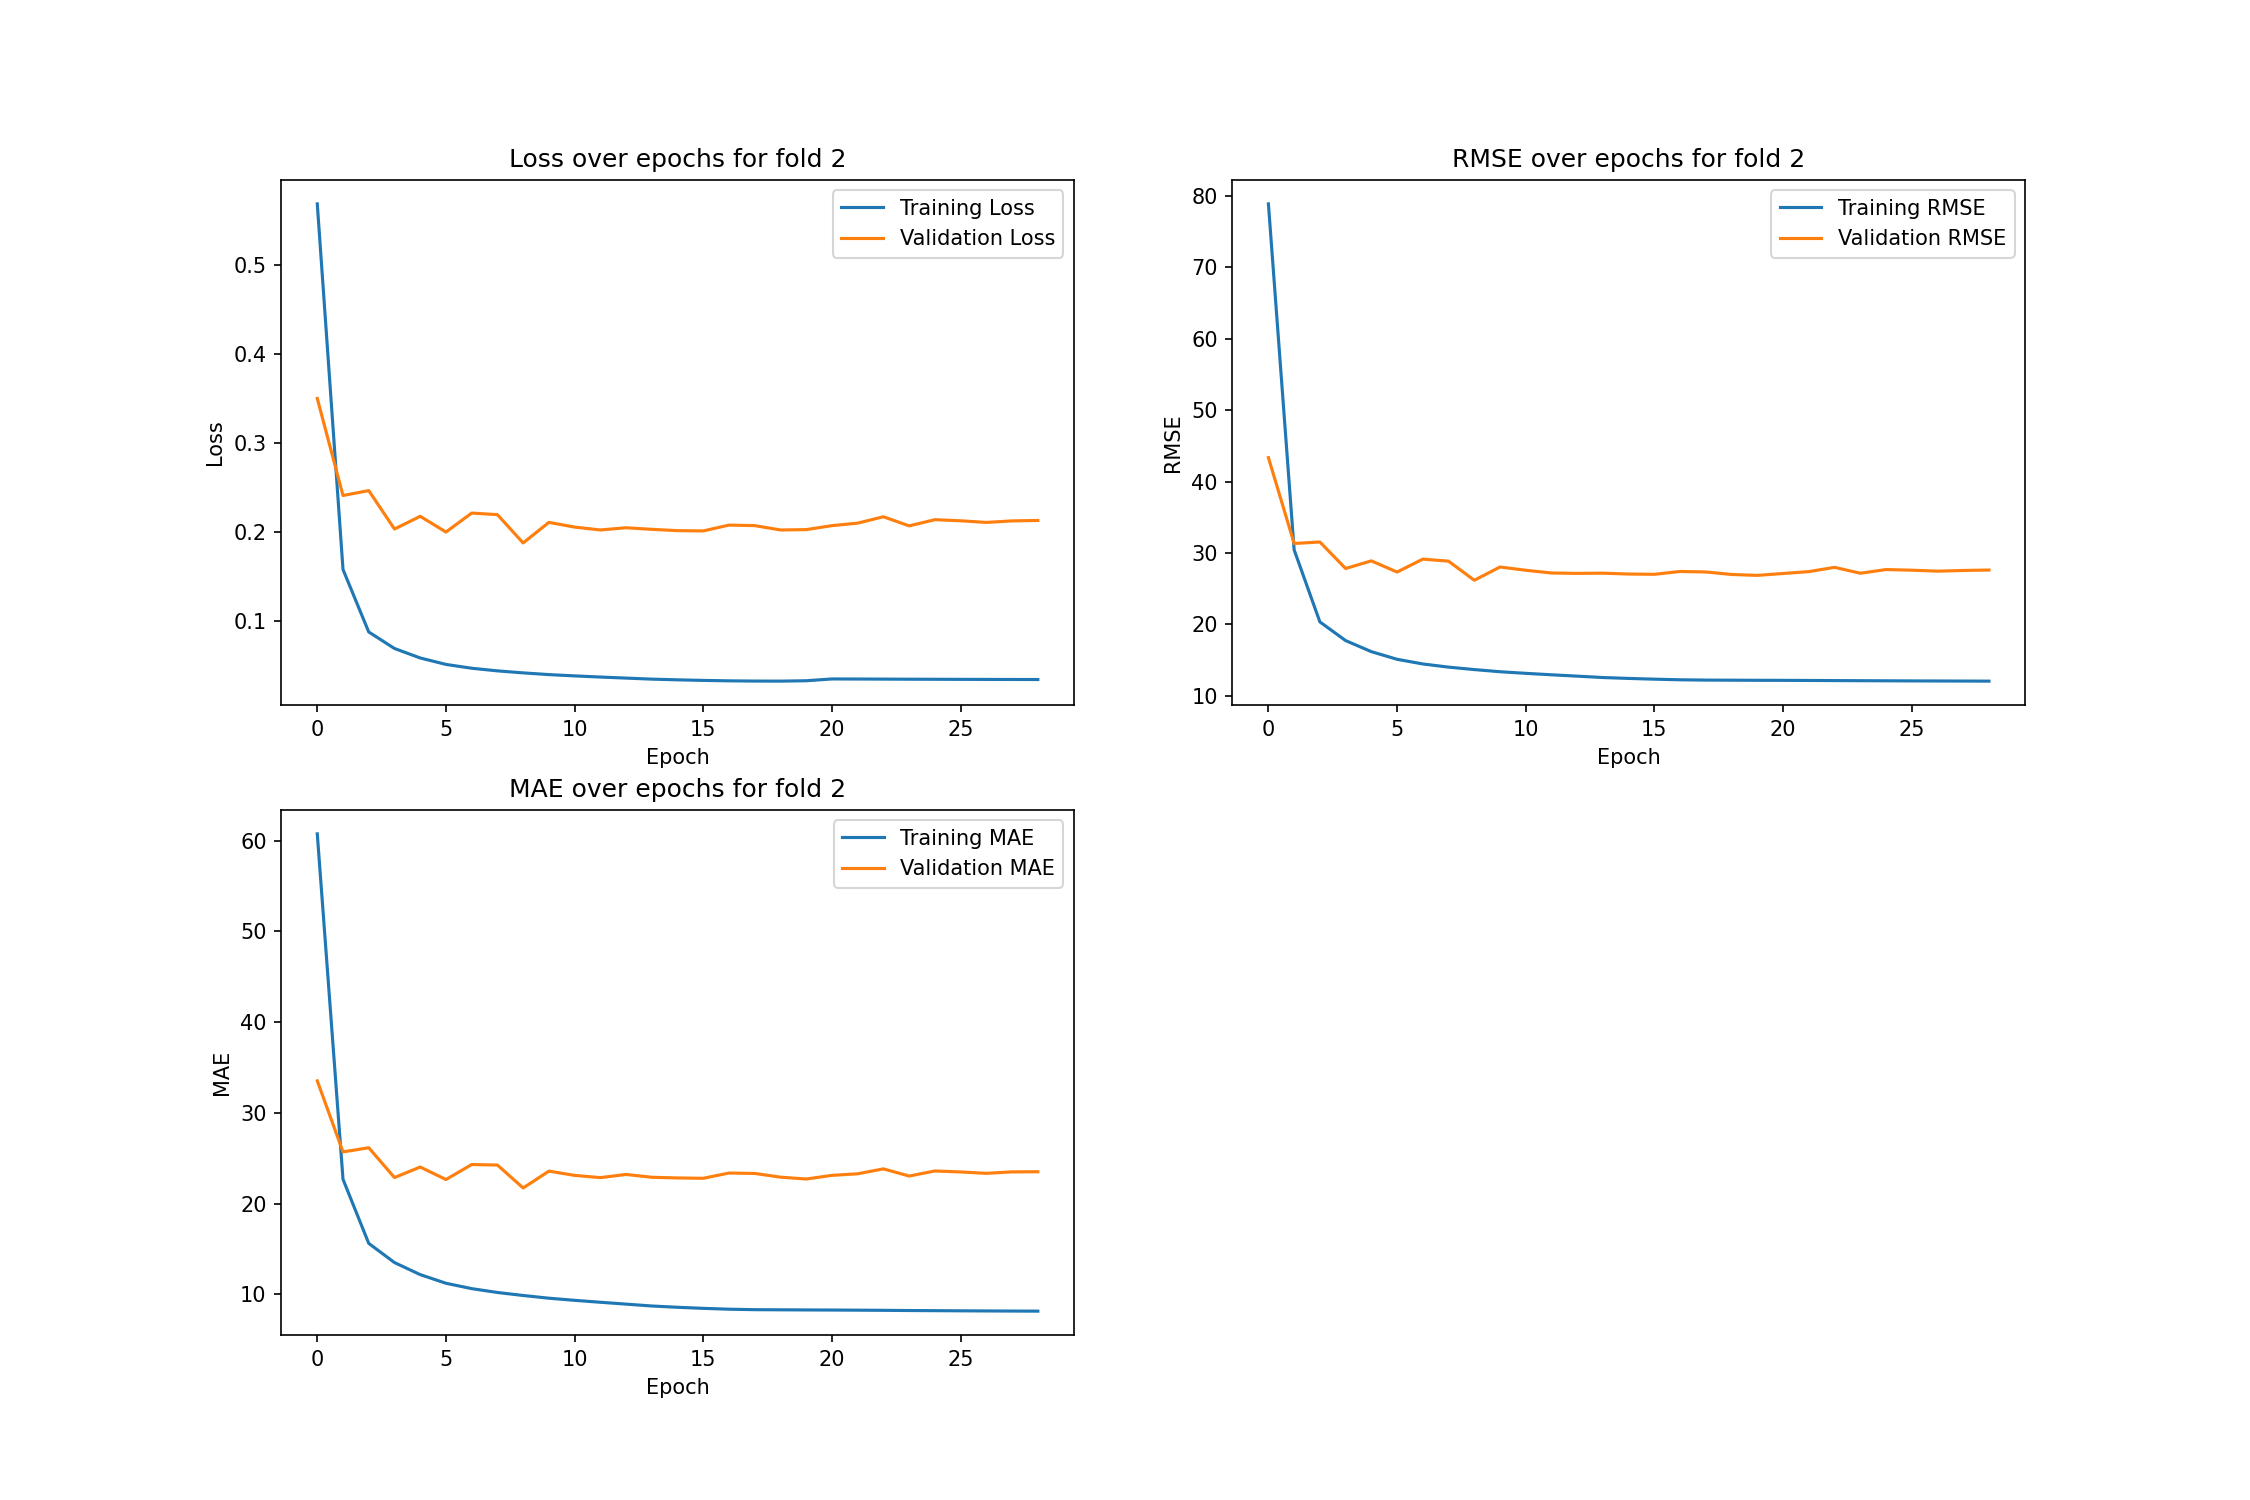 Loss over epochs for fold 2
Training Loss
Validation Loss
Loss
0.5
0.4
0.3
0.2
0.1
0 5 10 15 20 25
Epoch
RMSE over epochs for fold 2
Training RMSE
Validation RMSE
RMSE
80
70
60
50
40
30
20
10
0 5 10 15 20 25
Epoch
MAE over epochs for fold 2
Training MAE
Validation MAE
MAE
60
50
40
30
20
10
0 5 10 15 20 25
Epoch